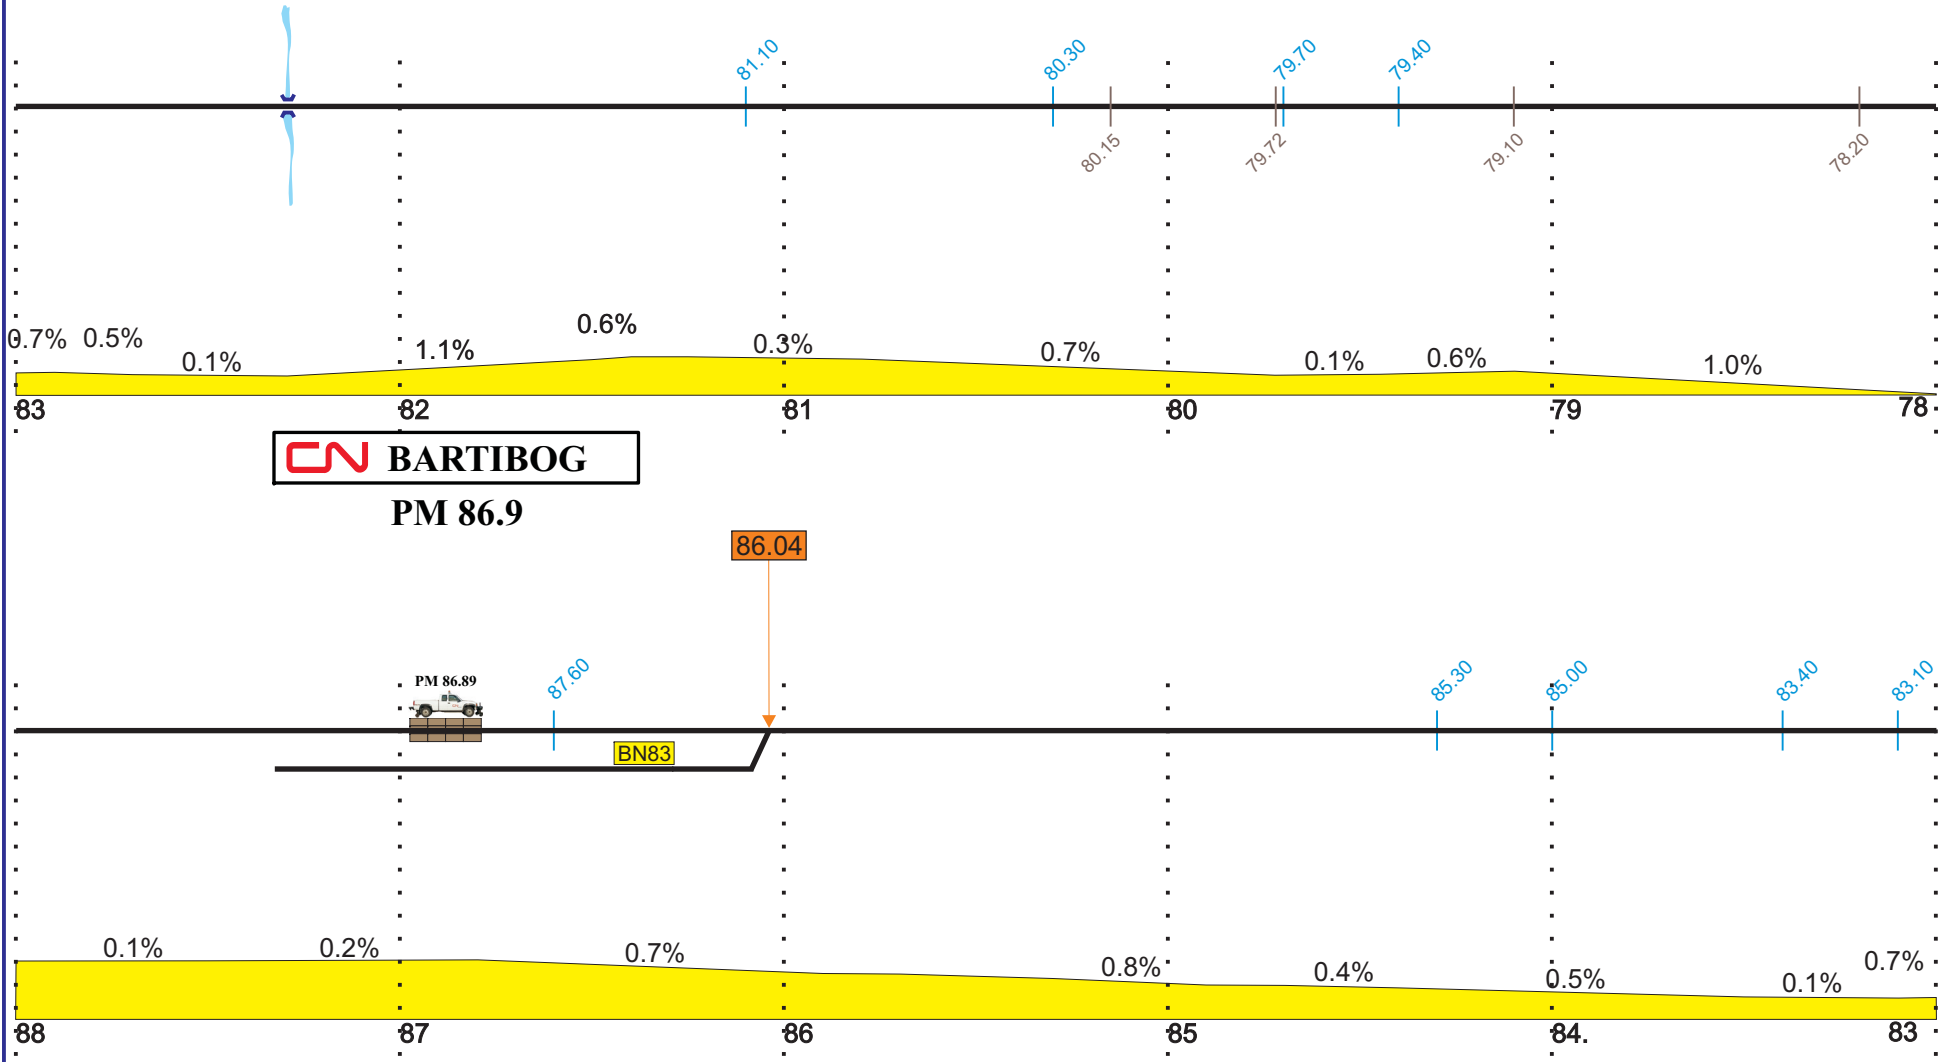 81.10 80.30 79.70 79.40
80.15 79.72 79.10 78.20
0.7% 0.5% 0.1% 1.1% 0.6% 0.3% 0.7% 0.1% 0.6% 1.0%
83 82 81 80 79 78
CN BARTIBOG
PM 86.9
86.04
PM 86.89
87.60 85.30 85.00 83.40 83.10
BN83
0.1% 0.2% 0.7% 0.8% 0.4% 0.5% 0.1% 0.7%
88 87 86 85 84. 83